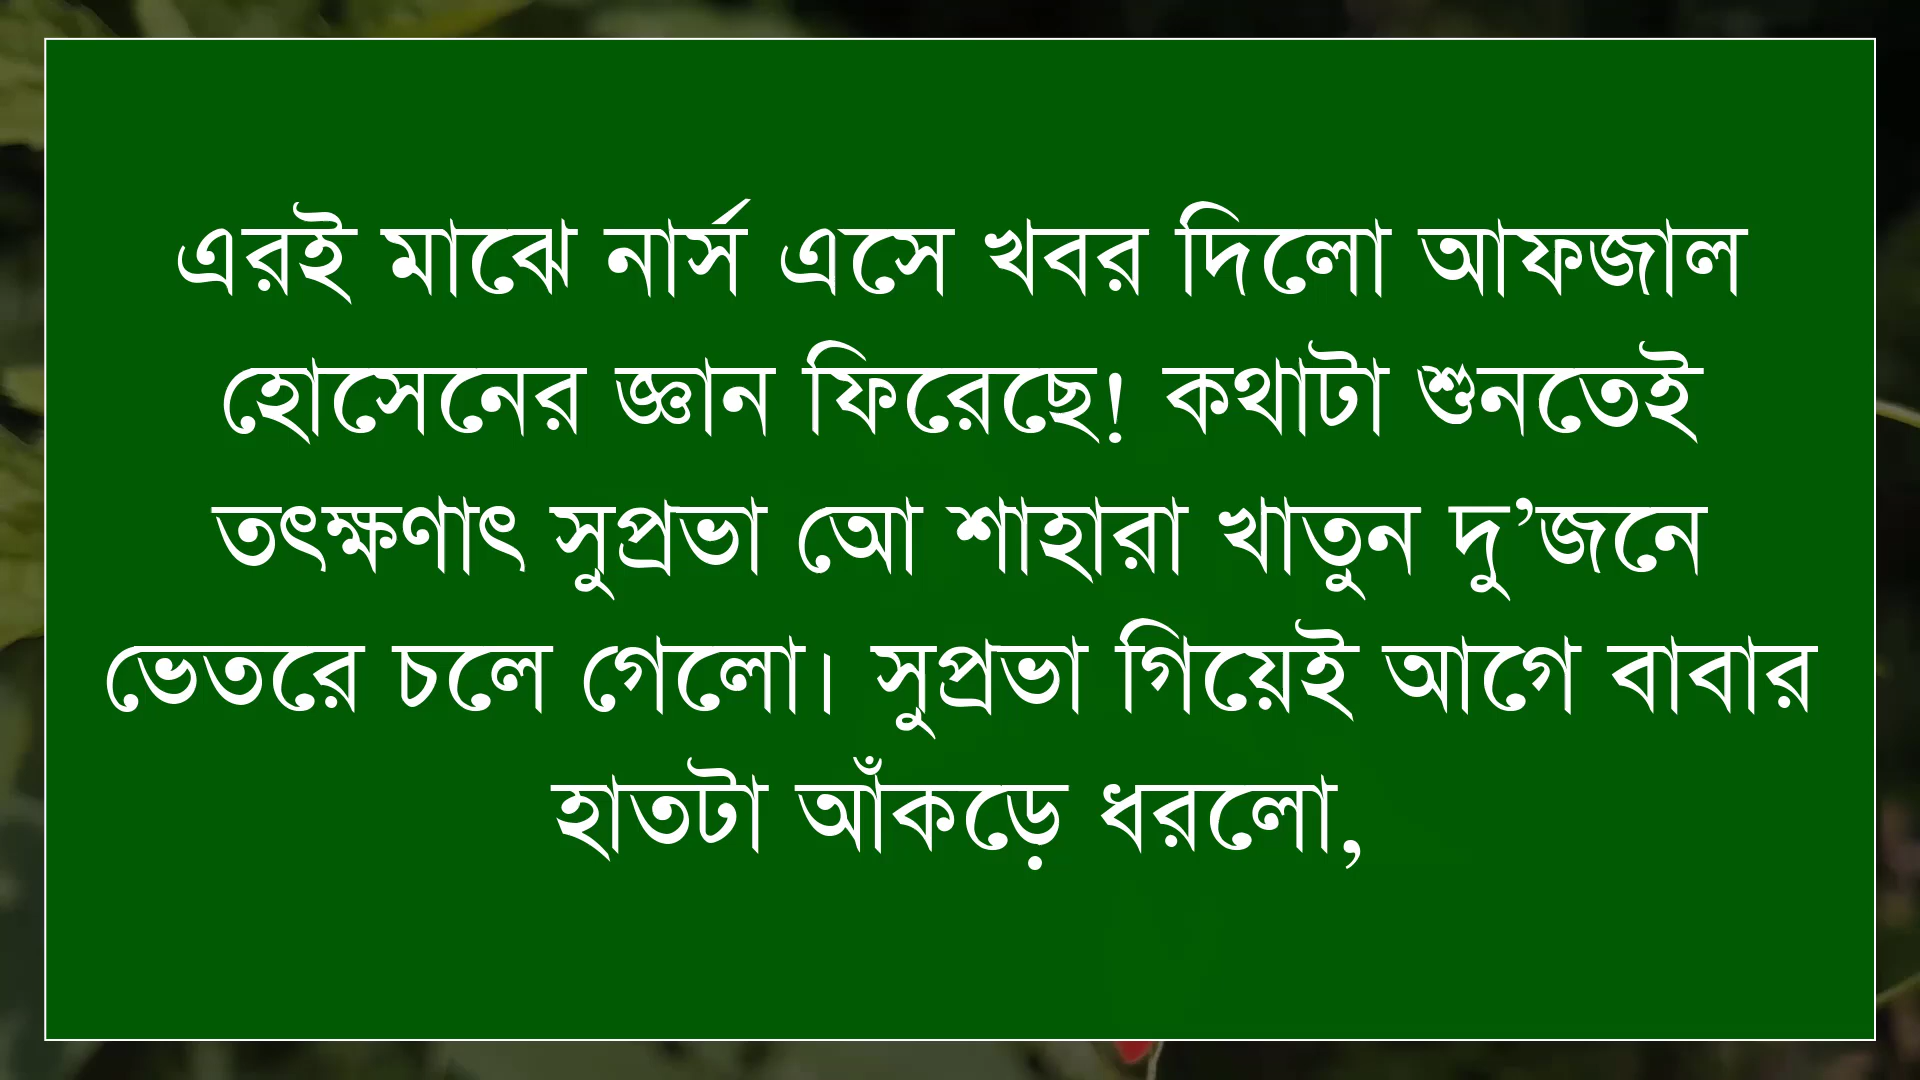 এরই মাঝে নার্স এসে খবর দিলো আফজাল
হোসেনের জ্ঞান ফিরেছে! কথাটা শুনতেই
তৎক্ষণাৎ সুপ্রভা আে শাহারা খাতুন দু’জনে
ভেতরে চলে গেলো। সুপ্রভা গিয়েই আগে বাবার
হাতটা আঁকড়ে ধরলো,